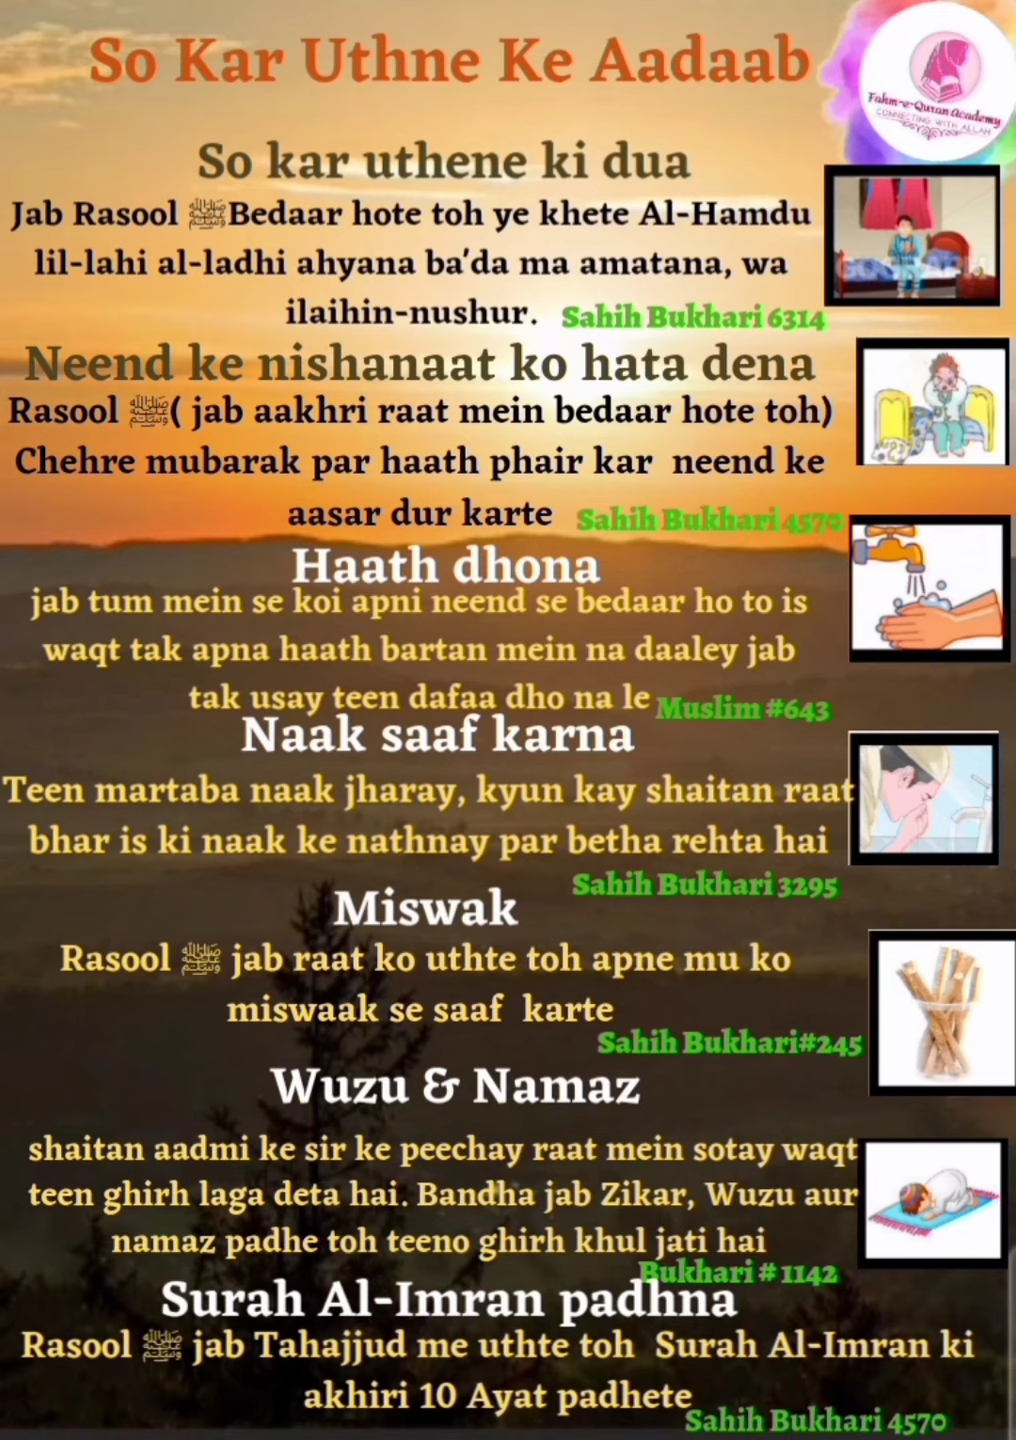 So Kar Uthne Ke Aadaab
Fahm-e-Quran Academy
CONNECTING WITH ALLAH
So kar uthene ki dua
Jab Rasool ﷺBedaar hote toh ye khete Al-Hamdu
lil-lahi al-ladhi ahyana ba'da ma amatana, wa
ilaihin-nushur. Sahih Bukhari 6314
Neend ke nishanaat ko hata dena
Rasool ﷺ( jab aakhri raat mein bedaar hote toh)
Chehre mubarak par haath phair kar neend ke
aasar dur karte Sahih Bukhari 4570
Haath dhona
jab tum mein se koi apni neend se bedaar ho to is
waqt tak apna haath bartan mein na daaley jab
tak usay teen dafaa dho na le Muslim #643
Naak saaf karna
Teen martaba naak jharay, kyun kay shaitan raat
bhar is ki naak ke nathnay par betha rehta hai
Sahih Bukhari 3295
Miswak
Rasool ﷺ jab raat ko uthte toh apne mu ko
miswaak se saaf karte
Sahih Bukhari#245
Wuzu & Namaz
shaitan aadmi ke sir ke peechay raat mein sotay waqt
teen ghirh laga deta hai. Bandha jab Zikar, Wuzu aur
namaz padhe toh teeno ghirh khul jati hai
Bukhari # 1142
Surah Al-Imran padhna
Rasool ﷺ jab Tahajjud me uthte toh Surah Al-Imran ki
akhiri 10 Ayat padhete
Sahih Bukhari 4570